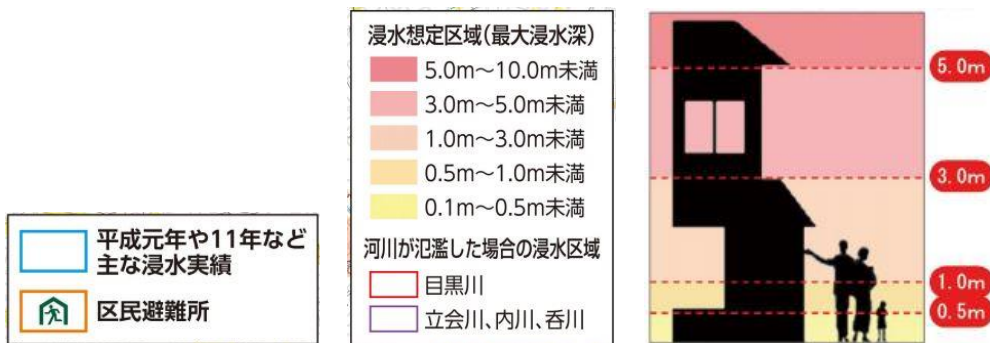 平成元年や11年など
主な浸水実績
区民避難所
浸水想定区域(最大浸水深)
5.0m～10.0m未満
3.0m～5.0m未満
1.0m～3.0m未満
0.5m～1.0m未満
0.1m～0.5m未満
河川が氾濫した場合の浸水区域
目黒川
立会川、内川、呑川
5.0m
3.0m
1.0m
0.5m